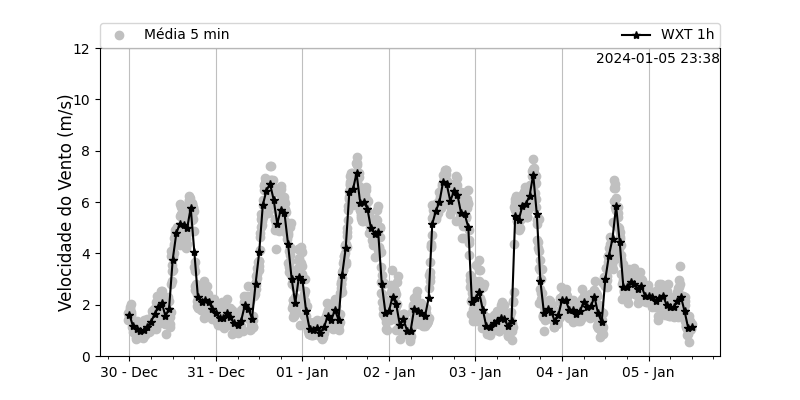 Média 5 min
WXT 1h
2024-01-05 23:38
Velocidade do Vento (m/s)
12
10
8
6
4
2
0
30 - Dec 31 - Dec 01 - Jan 02 - Jan 03 - Jan 04 - Jan 05 - Jan